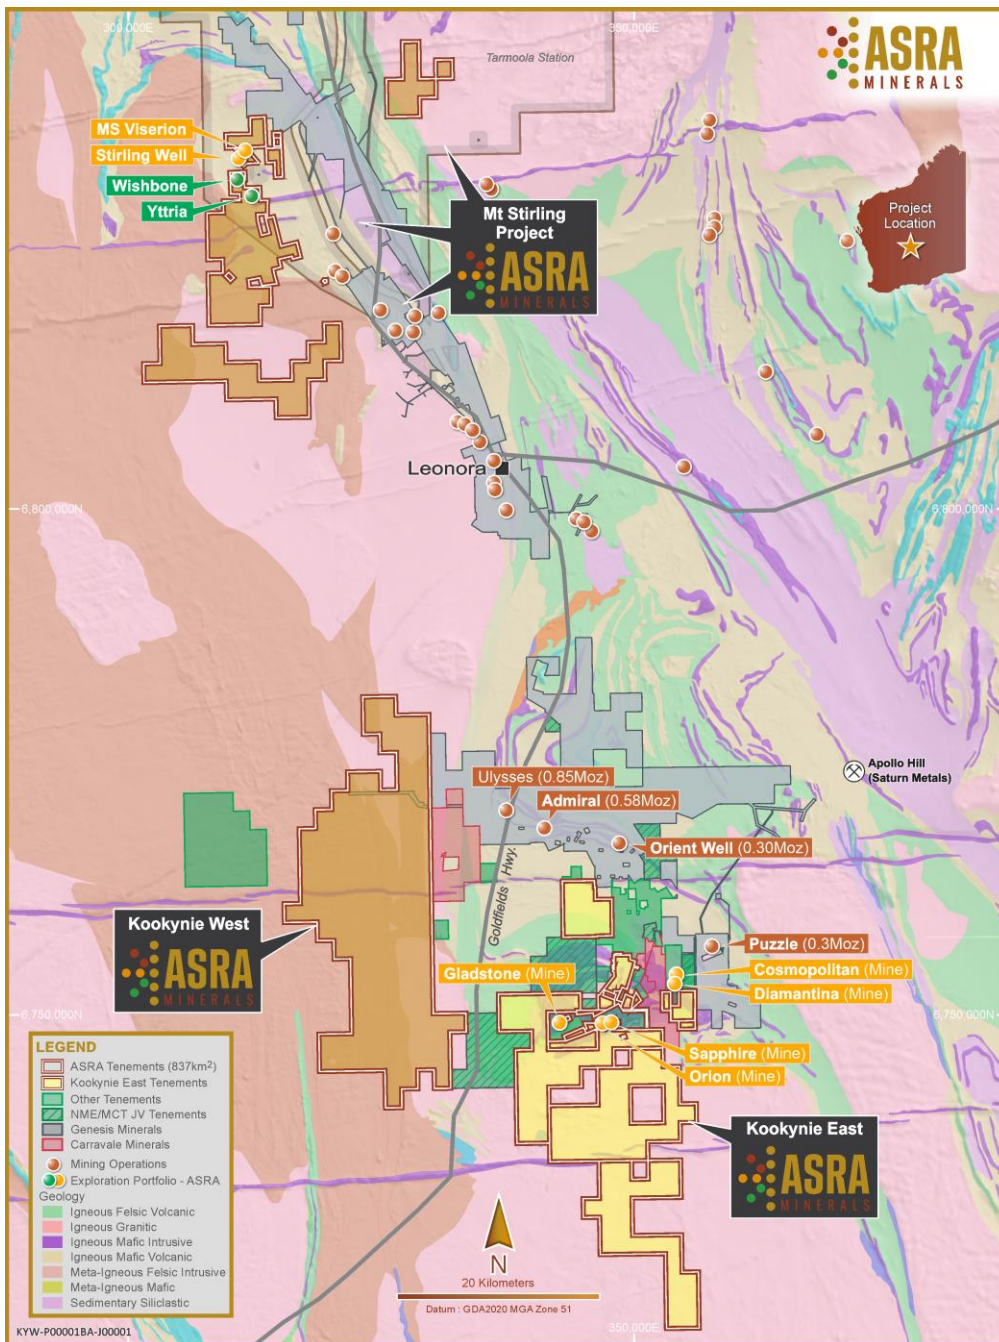 300,000E
350,000E
Tarmoola Station
ASRA
MINERALS
MS Viserion
Stirling Well
Wishbone
Yttria
Mt Stirling
Project
ASRA
MINERALS
Project
Location
Leonora
6,800,000N
6,800,000N
Apollo Hill
(Saturn Metals)
Ulysses (0.85Moz)
Admiral (0.58Moz)
Orient Well (0.30Moz)
Goldfields Hwy.
Kookynie West
ASRA
MINERALS
Puzzle (0.3Moz)
Gladstone (Mine)
Cosmopolitan (Mine)
Diamantina (Mine)
6,750,000N
6,750,000N
Sapphire (Mine)
Orion (Mine)
Kookynie East
ASRA
MINERALS
LEGEND
ASRA Tenements (837km²)
Kookynie East Tenements
Other Tenements
NME/MCT JV Tenements
Genesis Minerals
Carravale Minerals
Mining Operations
Exploration Portfolio - ASRA
Geology
Igneous Felsic Volcanic
Igneous Granitic
Igneous Mafic Intrusive
Igneous Mafic Volcanic
Meta-Igneous Felsic Intrusive
Meta-Igneous Mafic
Sedimentary Siliclastic
N
20 Kilometers
Datum : GDA2020 MGA Zone 51
350,000E
KYW-P00001BA-J00001